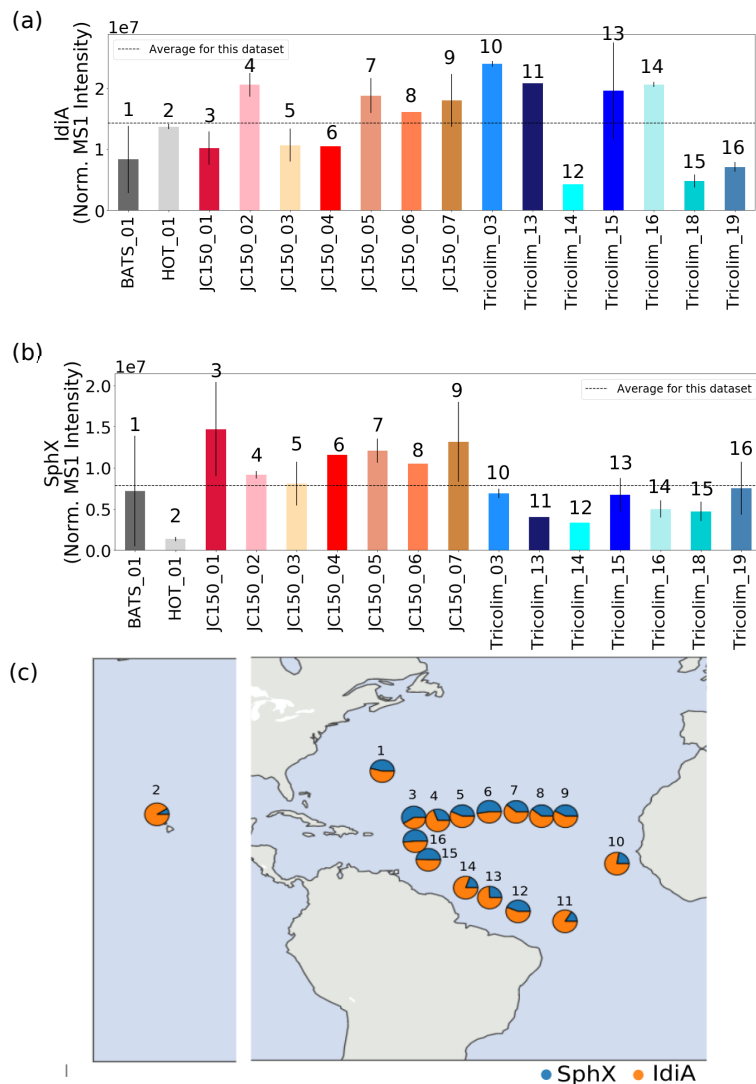 (a)
1e7
IdiA
(Norm. MS1 Intensity)
Average for this dataset
2
1
0
1 2 3 4 5 6 7 8 9 10 11 12 13 14 15 16
BATS_01 HOT_01 JC150_01 JC150_02 JC150_03 JC150_04 JC150_05 JC150_06 JC150_07 Tricolim_03 Tricolim_13 Tricolim_14 Tricolim_15 Tricolim_16 Tricolim_18 Tricolim_19
(b)
1e7
SphX
(Norm. MS1 Intensity)
Average for this dataset
2.0
1.5
1.0
0.5
0.0
1 2 3 4 5 6 7 8 9 10 11 12 13 14 15 16
BATS_01 HOT_01 JC150_01 JC150_02 JC150_03 JC150_04 JC150_05 JC150_06 JC150_07 Tricolim_03 Tricolim_13 Tricolim_14 Tricolim_15 Tricolim_16 Tricolim_18 Tricolim_19
(c)
1
2
3 4 5 6 7 8 9
16
15
10
14
13
12
11
SphX IdiA